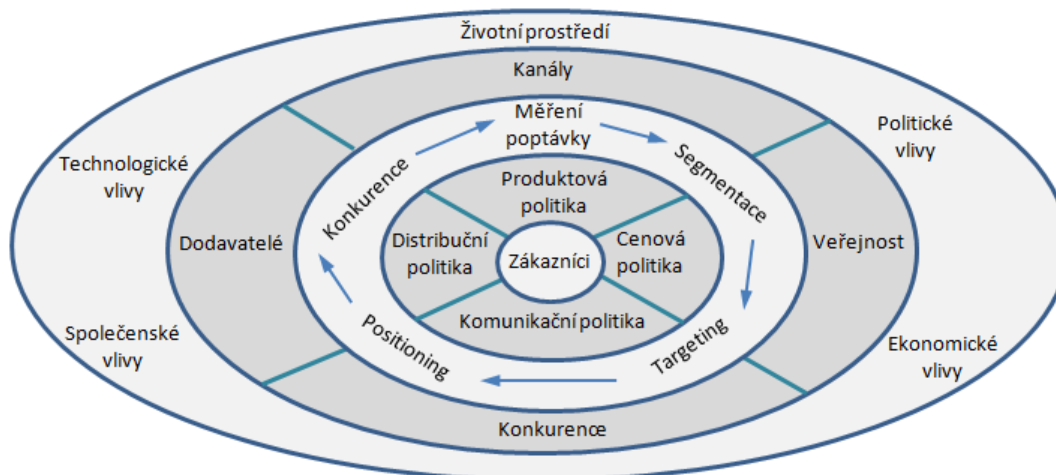 Životní prostředí
Kanály
Měření
poptávky
Politické
vlivy
Technologické
vlivy
Konkurence
Segmentace
Produktová
politika
Dodavatelé
Distribuční
politika
Zákazníci
Cenová
politika
Veřejnost
Společenské
vlivy
Positioning
Komunikační politika
Targeting
Ekonomické
vlivy
Konkurence